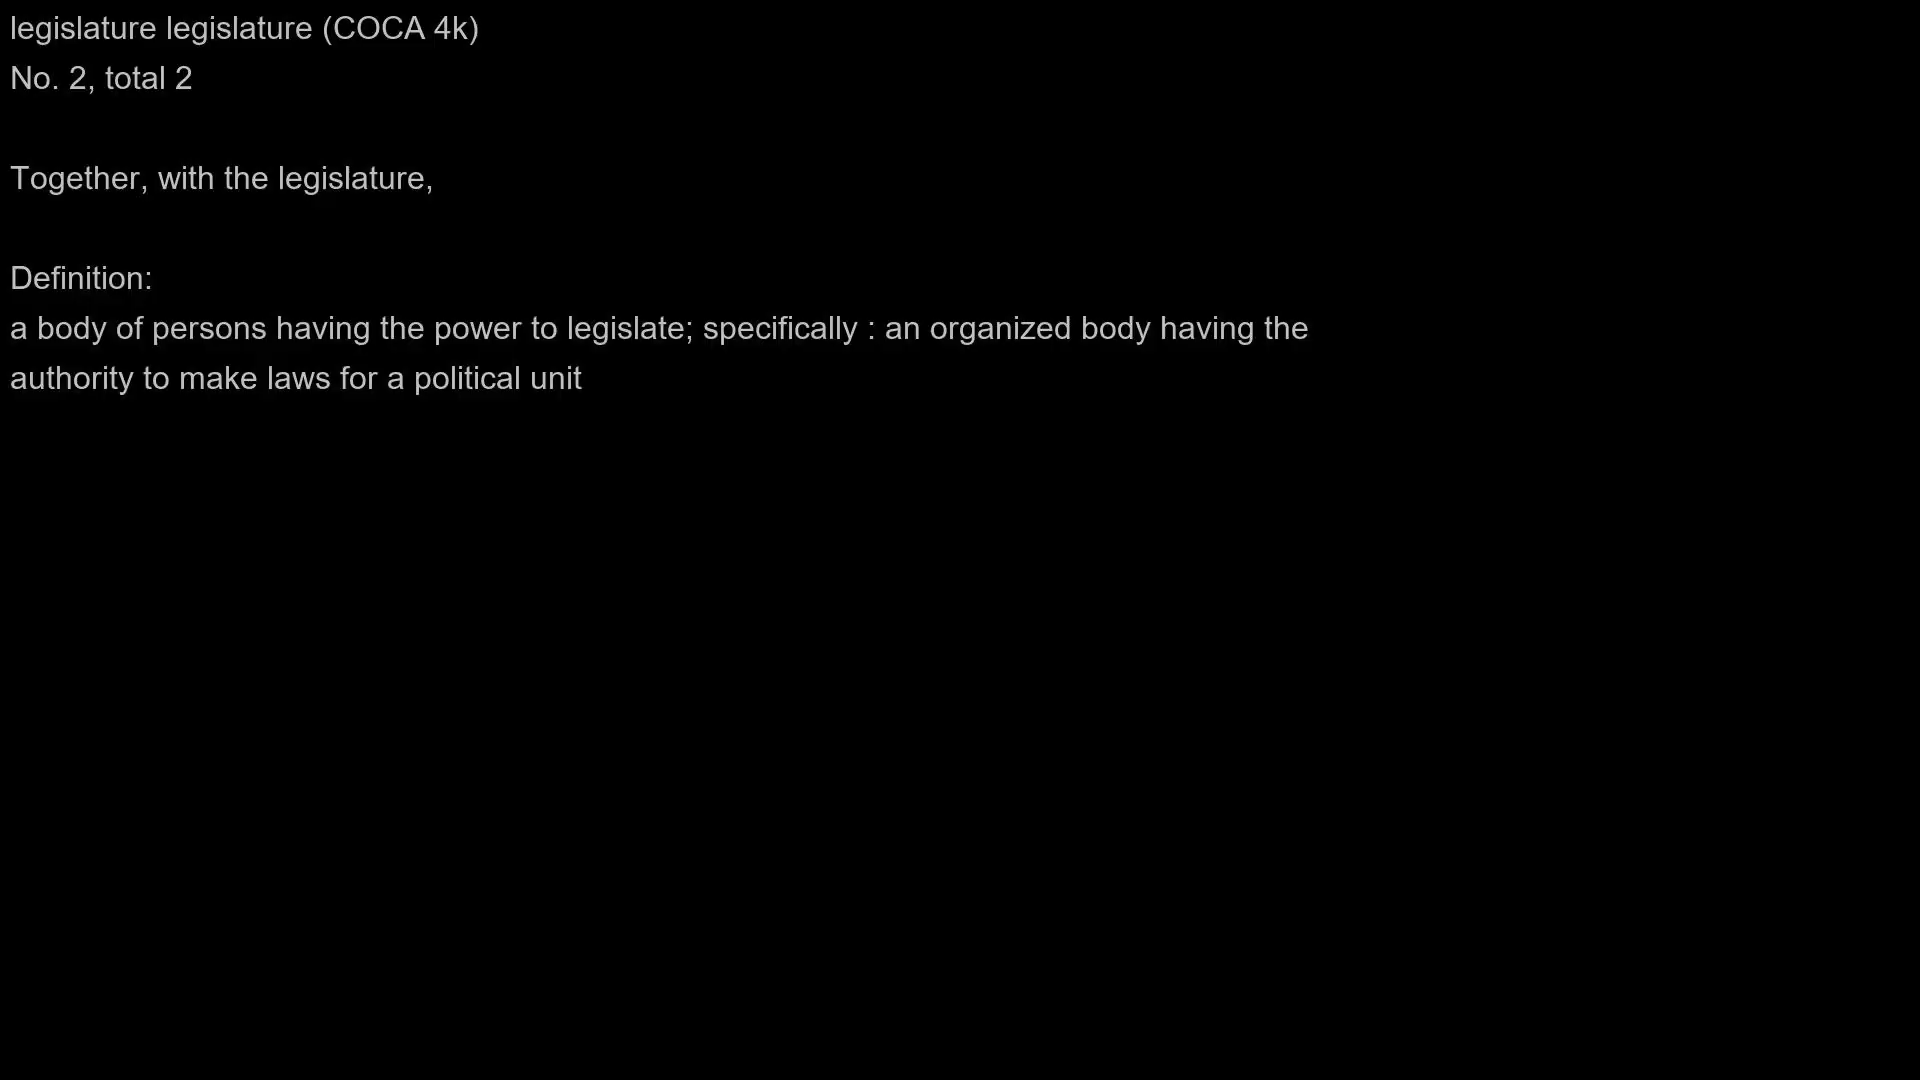 legislature legislature (COCA 4k)
No. 2, total 2
Together, with the legislature,
Definition:
a body of persons having the power to legislate; specifically : an organized body having the
authority to make laws for a political unit